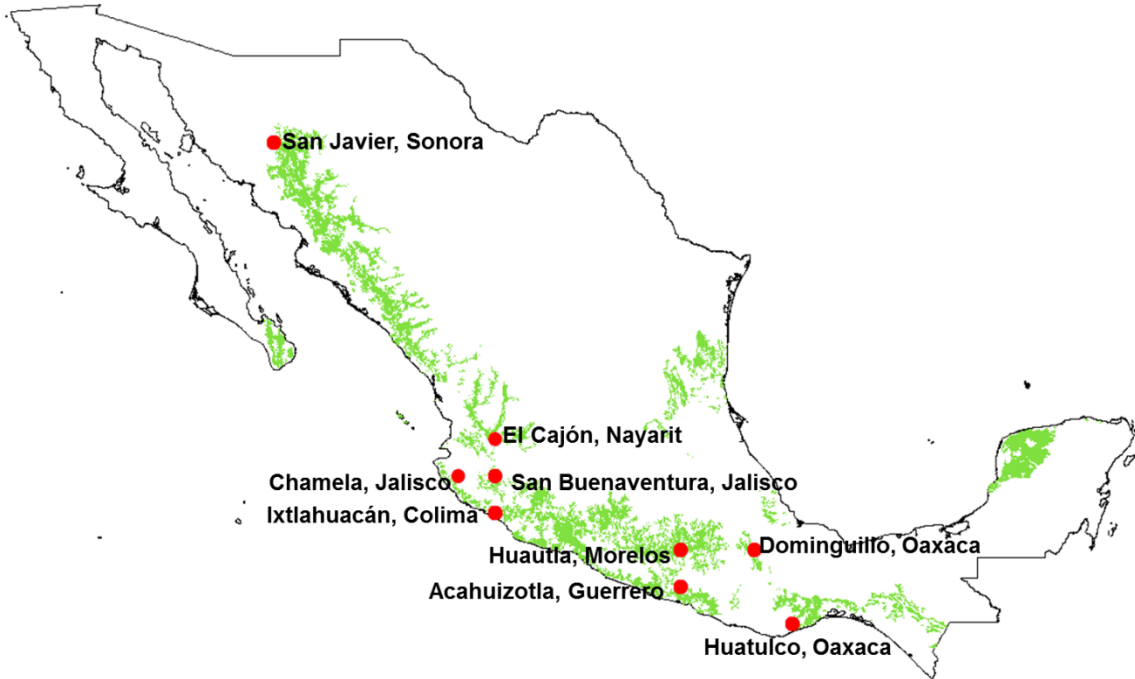 San Javier, Sonora
El Cajón, Nayarit
Chamela, Jalisco
San Buenaventura, Jalisco
Ixtlahuacán, Colima
Huautla, Morelos
Dominguillo, Oaxaca
Acahuizotla, Guerrero
Huatulco, Oaxaca